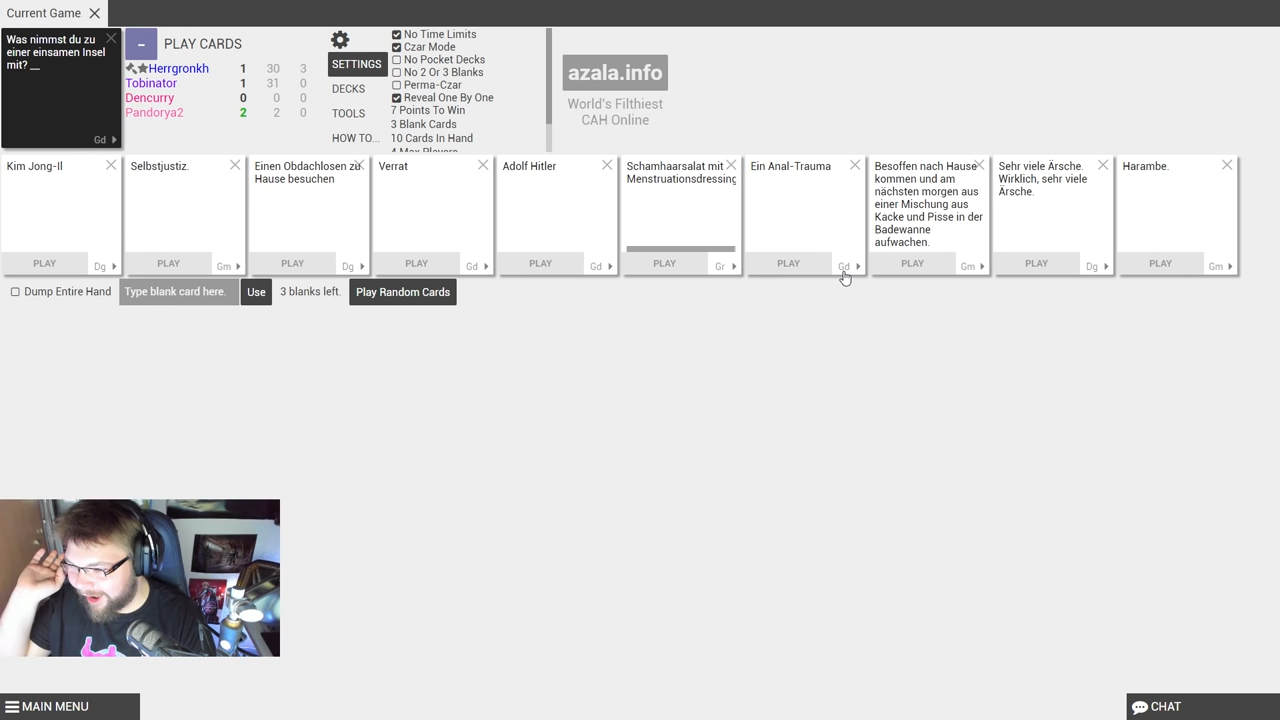 Current Game
Was nimmst du zu
einer einsamen Insel
mit? __
Gd
PLAY CARDS
Herrgronkh 1 30 3
Tobinator 1 31 0
Dencurry 0 0 0
Pandorya2 2 2 0
SETTINGS
DECKS
TOOLS
HOW TO...
No Time Limits
Czar Mode
No Pocket Decks
No 2 Or 3 Blanks
Perma-Czar
Reveal One By One
7 Points To Win
3 Blank Cards
10 Cards In Hand
4 Max Players
azala.info
World's Filthiest
CAH Online
Kim Jong-Il
PLAY
Dg
Selbstjustiz.
PLAY
Gm
Einen Obdachlosen zu
Hause besuchen
PLAY
Dg
Verrat
PLAY
Gd
Adolf Hitler
PLAY
Gd
Schamhaarsalat mit
Menstruationsdressing
PLAY
Gr
Ein Anal-Trauma
PLAY
Gd
Besoffen nach Hause
kommen und am
nächsten morgen aus
einer Mischung aus
Kacke und Pisse in der
Badewanne
aufwachen.
PLAY
Gm
Sehr viele Ärsche.
Wirklich, sehr viele
Ärsche.
PLAY
Dg
Harambe.
PLAY
Gm
Dump Entire Hand
Type blank card here.
Use
3 blanks left.
Play Random Cards
MAIN MENU
CHAT